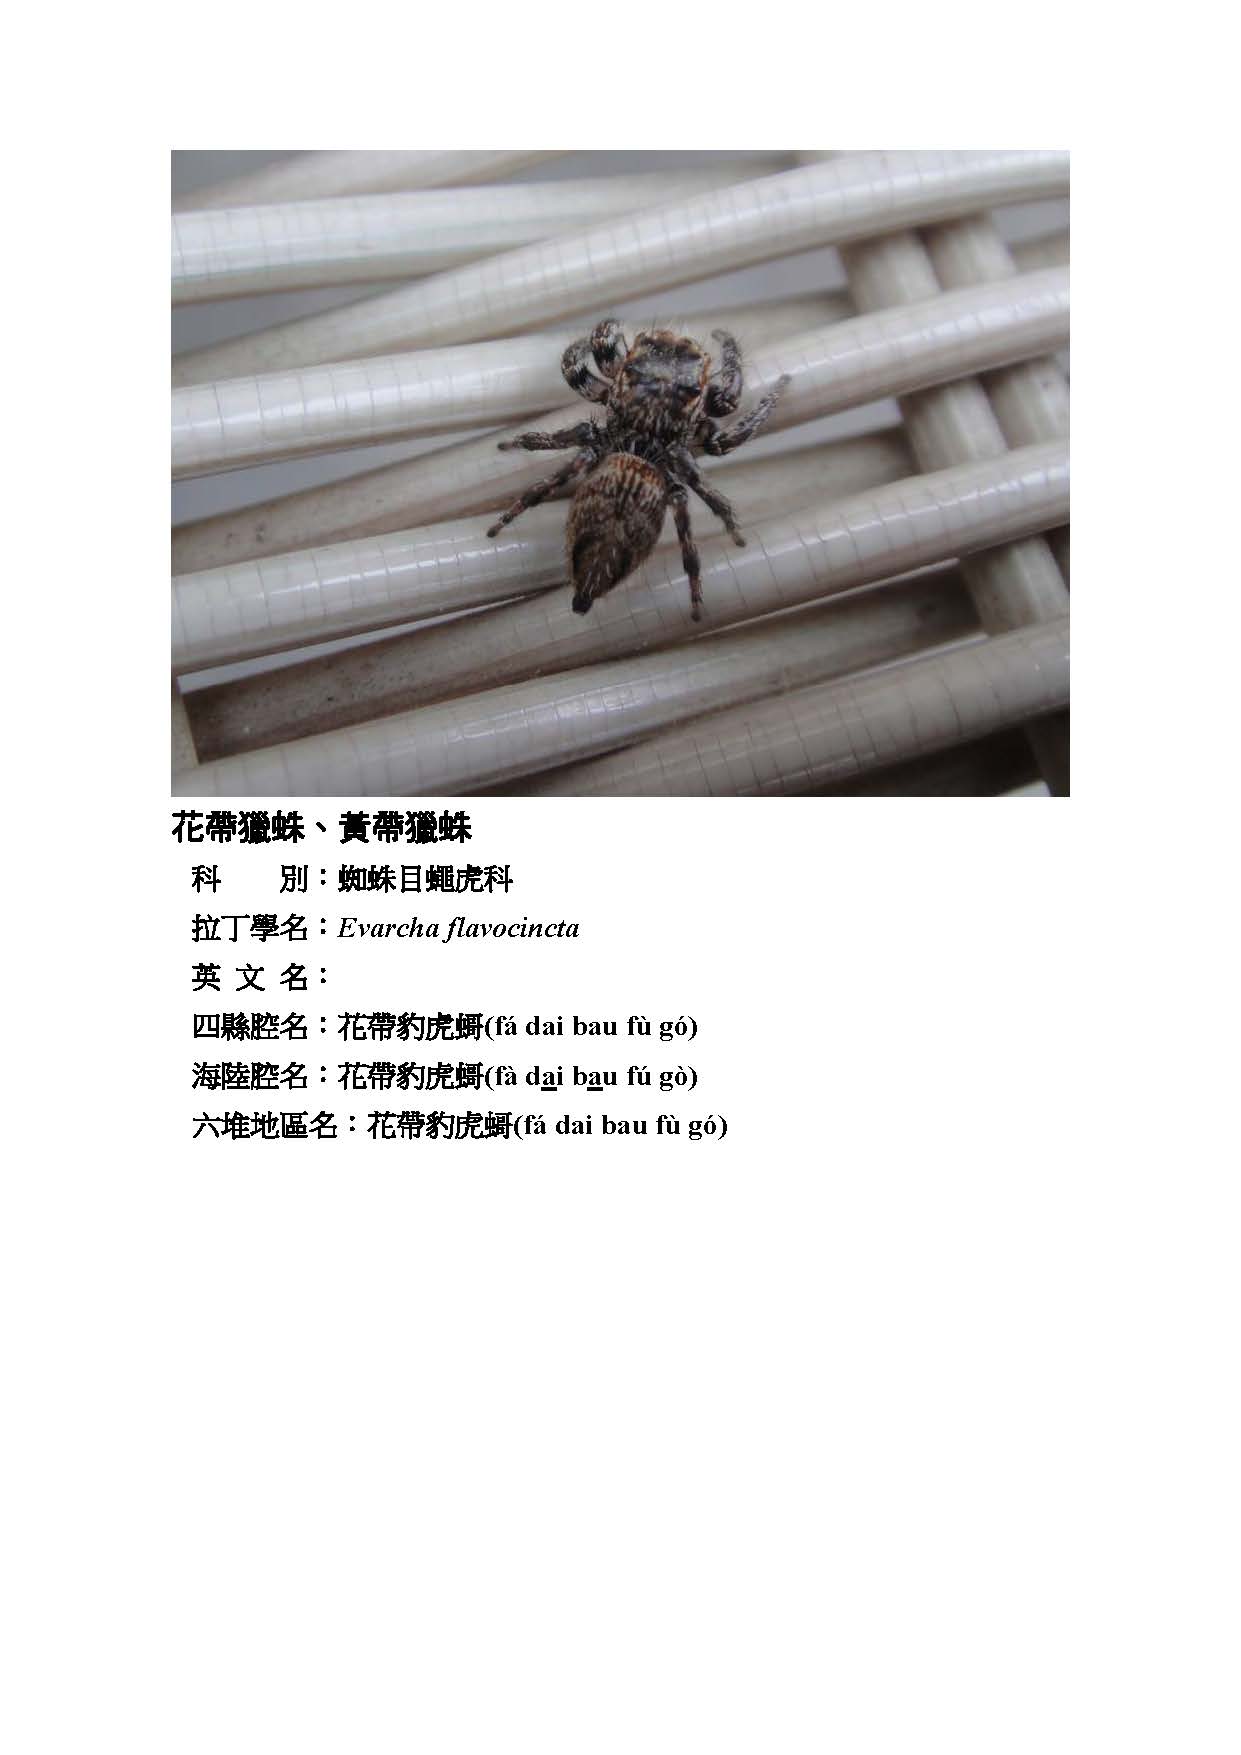 花帶獵蛛、黃帶獵蛛
科　　別：蜘蛛目蠅虎科
拉丁學名：Evarcha flavocincta
英 文 名：
四縣腔名：花帶豹虎蟳(fá dai bau fù gó)
海陸腔名：花帶豹虎蟳(fà dai bau fú gò)
六堆地區名：花帶豹虎蟳(fá dai bau fù gó)